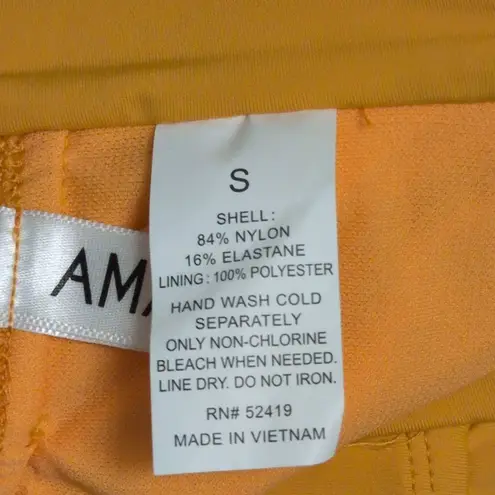 S
SHELL:
84% NYLON
16% ELASTANE
LINING: 100% POLYESTER
HAND WASH COLD
SEPARATELY
ONLY NON-CHLORINE
BLEACH WHEN NEEDED.
LINE DRY. DO NOT IRON.
RN# 52419
MADE IN VIETNAM